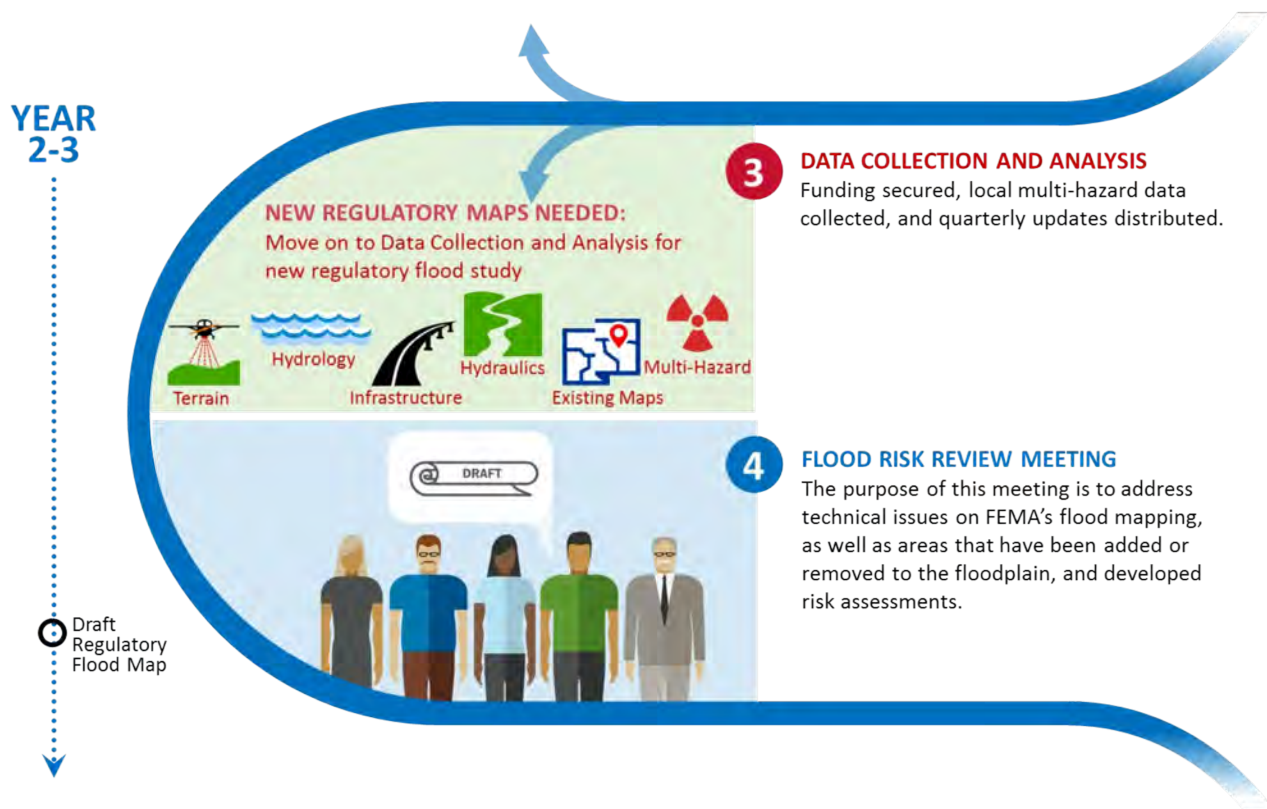 YEAR
2-3
NEW REGULATORY MAPS NEEDED:
Move on to Data Collection and Analysis for
new regulatory flood study
Terrain
Hydrology
Infrastructure
Hydraulics
Existing Maps
Multi-Hazard
3
DATA COLLECTION AND ANALYSIS
Funding secured, local multi-hazard data
collected, and quarterly updates distributed.
DRAFT
4
FLOOD RISK REVIEW MEETING
The purpose of this meeting is to address
technical issues on FEMA’s flood mapping,
as well as areas that have been added or
removed to the floodplain, and developed
risk assessments.
Draft
Regulatory
Flood Map